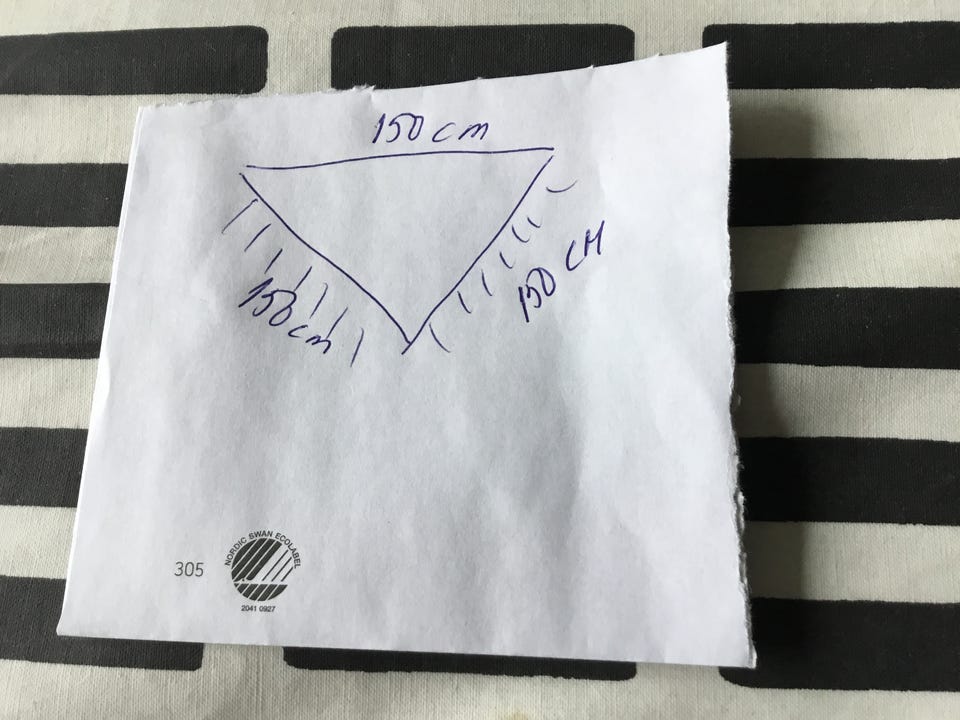 150 cm
150 cm
150 CM
305
NORDIC SWAN ECOLABEL
2041 0927